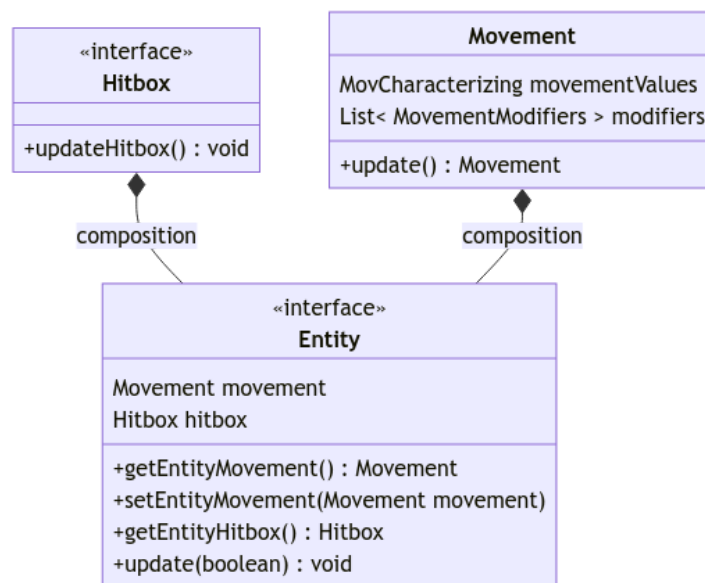 «interface»
Hitbox
+updateHitbox() : void
Movement
MovCharacterizing movementValues
List< MovementModifiers > modifiers
+update() : Movement
composition
composition
«interface»
Entity
Movement movement
Hitbox hitbox
+getEntityMovement() : Movement
+setEntityMovement(Movement movement)
+getEntityHitbox() : Hitbox
+update(boolean) : void